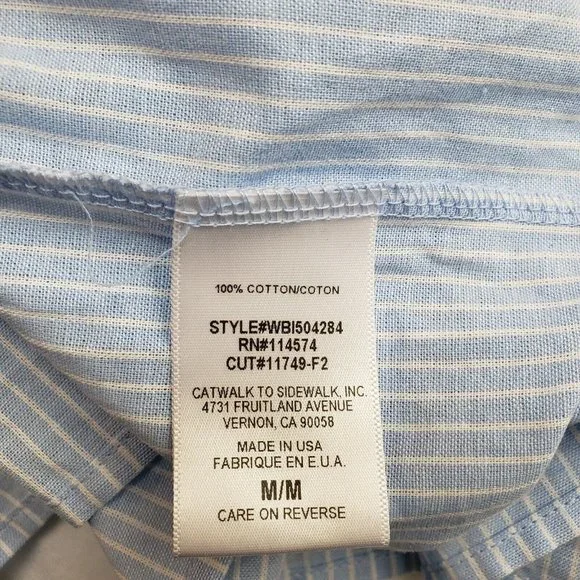 100% COTTON/COTON
STYLE#WBI504284
RN#114574
CUT#11749-F2
CATWALK TO SIDEWALK, INC.
4731 FRUITLAND AVENUE
VERNON, CA 90058
MADE IN USA
FABRIQUE EN E.U.A.
M/M
CARE ON REVERSE